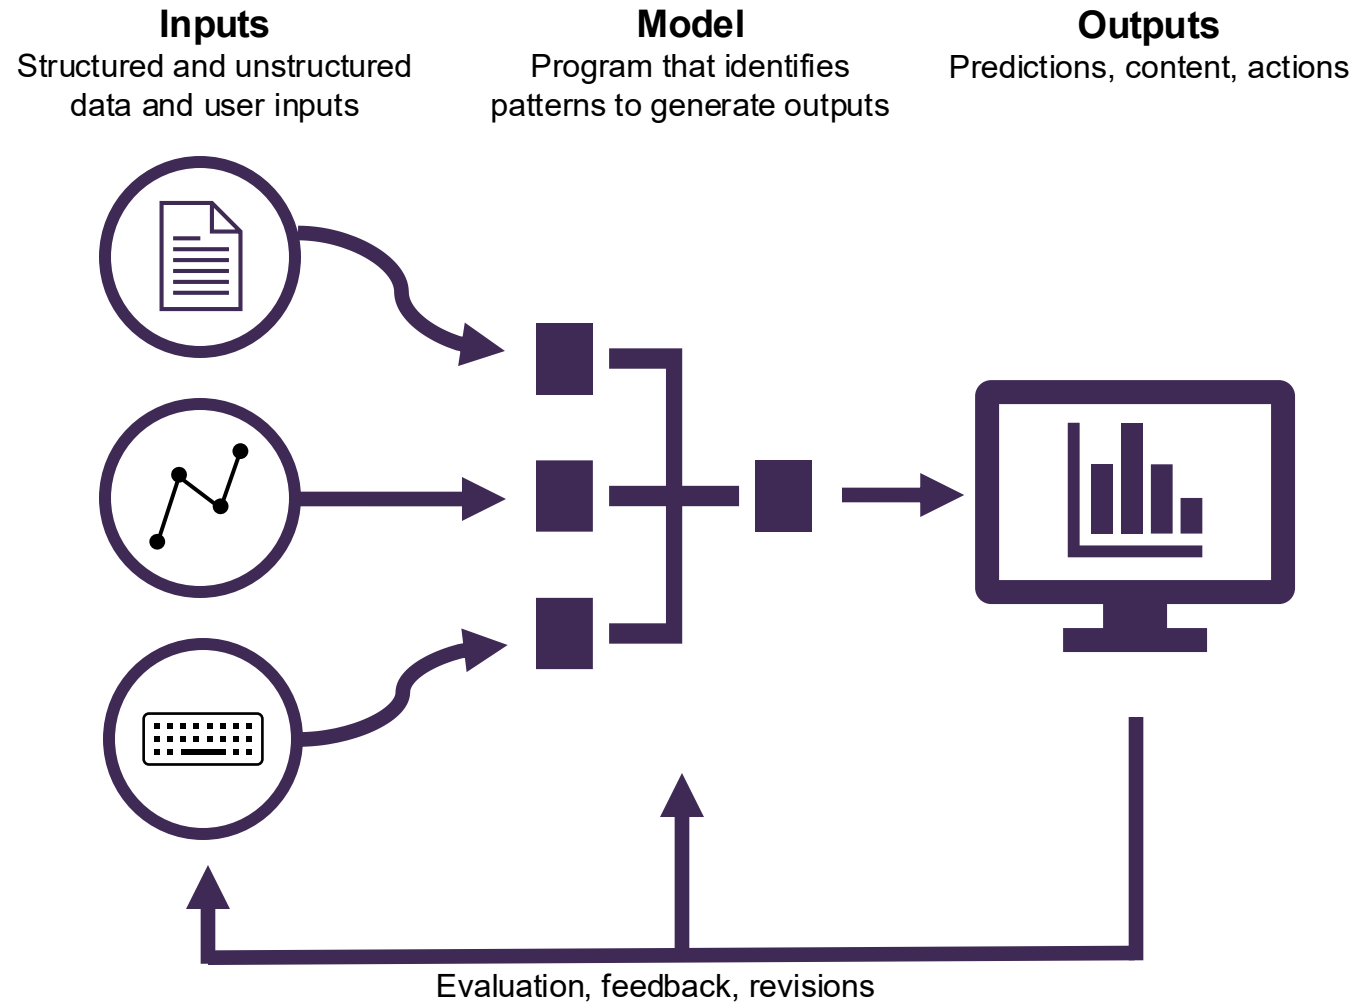 Inputs
Structured and unstructured
data and user inputs
Model
Program that identifies
patterns to generate outputs
Outputs
Predictions, content, actions
Evaluation, feedback, revisions